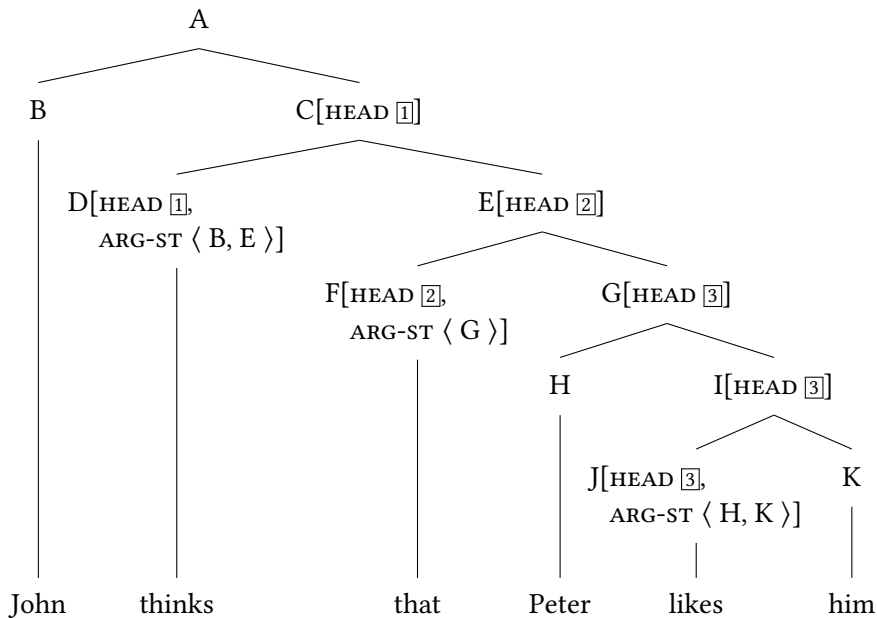 A
B C[HEAD 1]
D[HEAD 1, E[HEAD 2]
ARG-ST ⟨ B, E ⟩]
F[HEAD 2, G[HEAD 3]
ARG-ST ⟨ G ⟩]
H I[HEAD 3]
J[HEAD 3, K
ARG-ST ⟨ H, K ⟩]
John thinks that Peter likes him